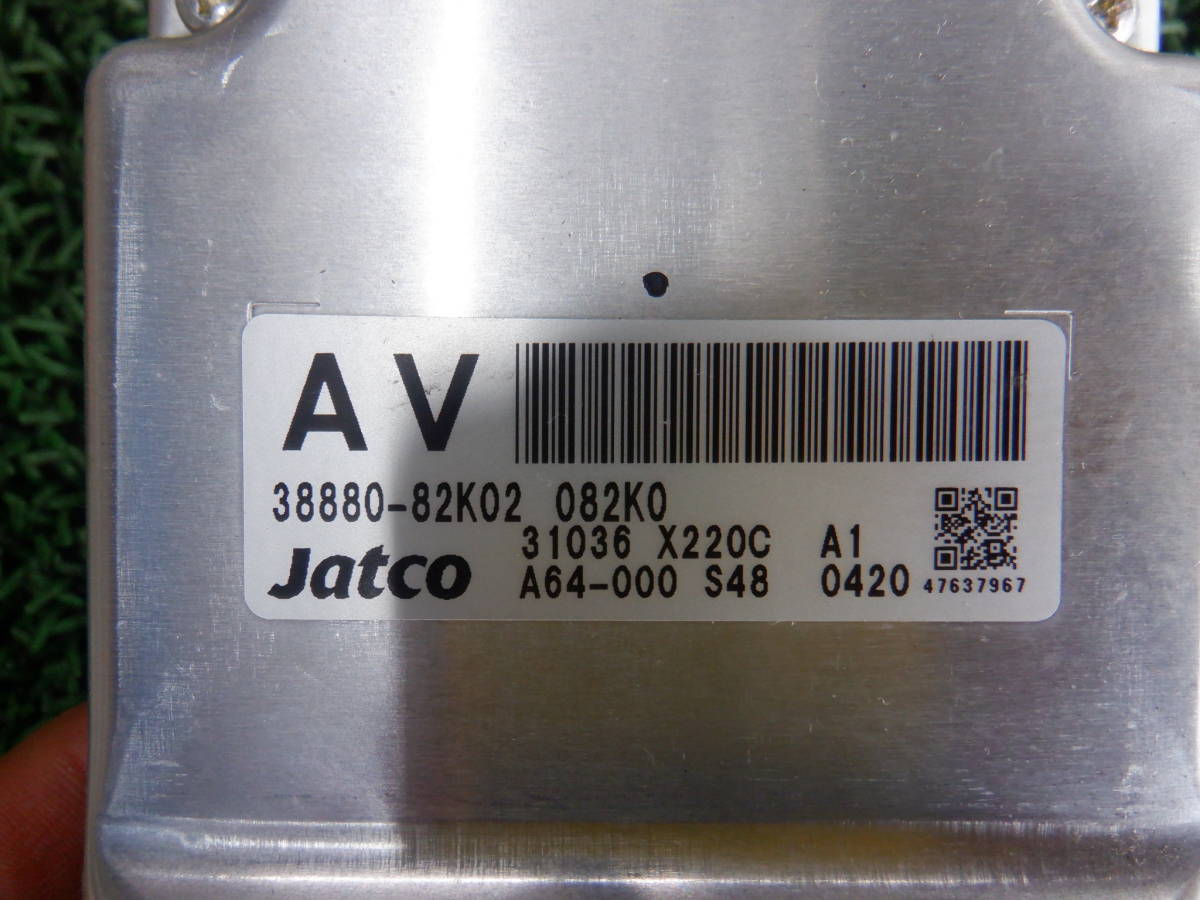 AV
38880-82K02 082K0
31036 X220C A1
Jatco A64-000 S48 0420 47637967